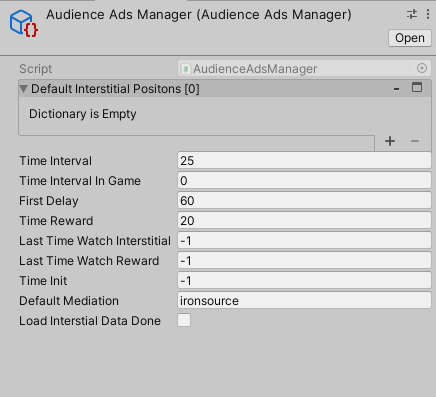 Audience Ads Manager (Audience Ads Manager)
Open
Script AudienceAdsManager
Default Interstitial Positons [0]
Dictionary is Empty
Time Interval 25
Time Interval In Game 0
First Delay 60
Time Reward 20
Last Time Watch Interstitial -1
Last Time Watch Reward -1
Time Init -1
Default Mediation ironsource
Load Interstial Data Done